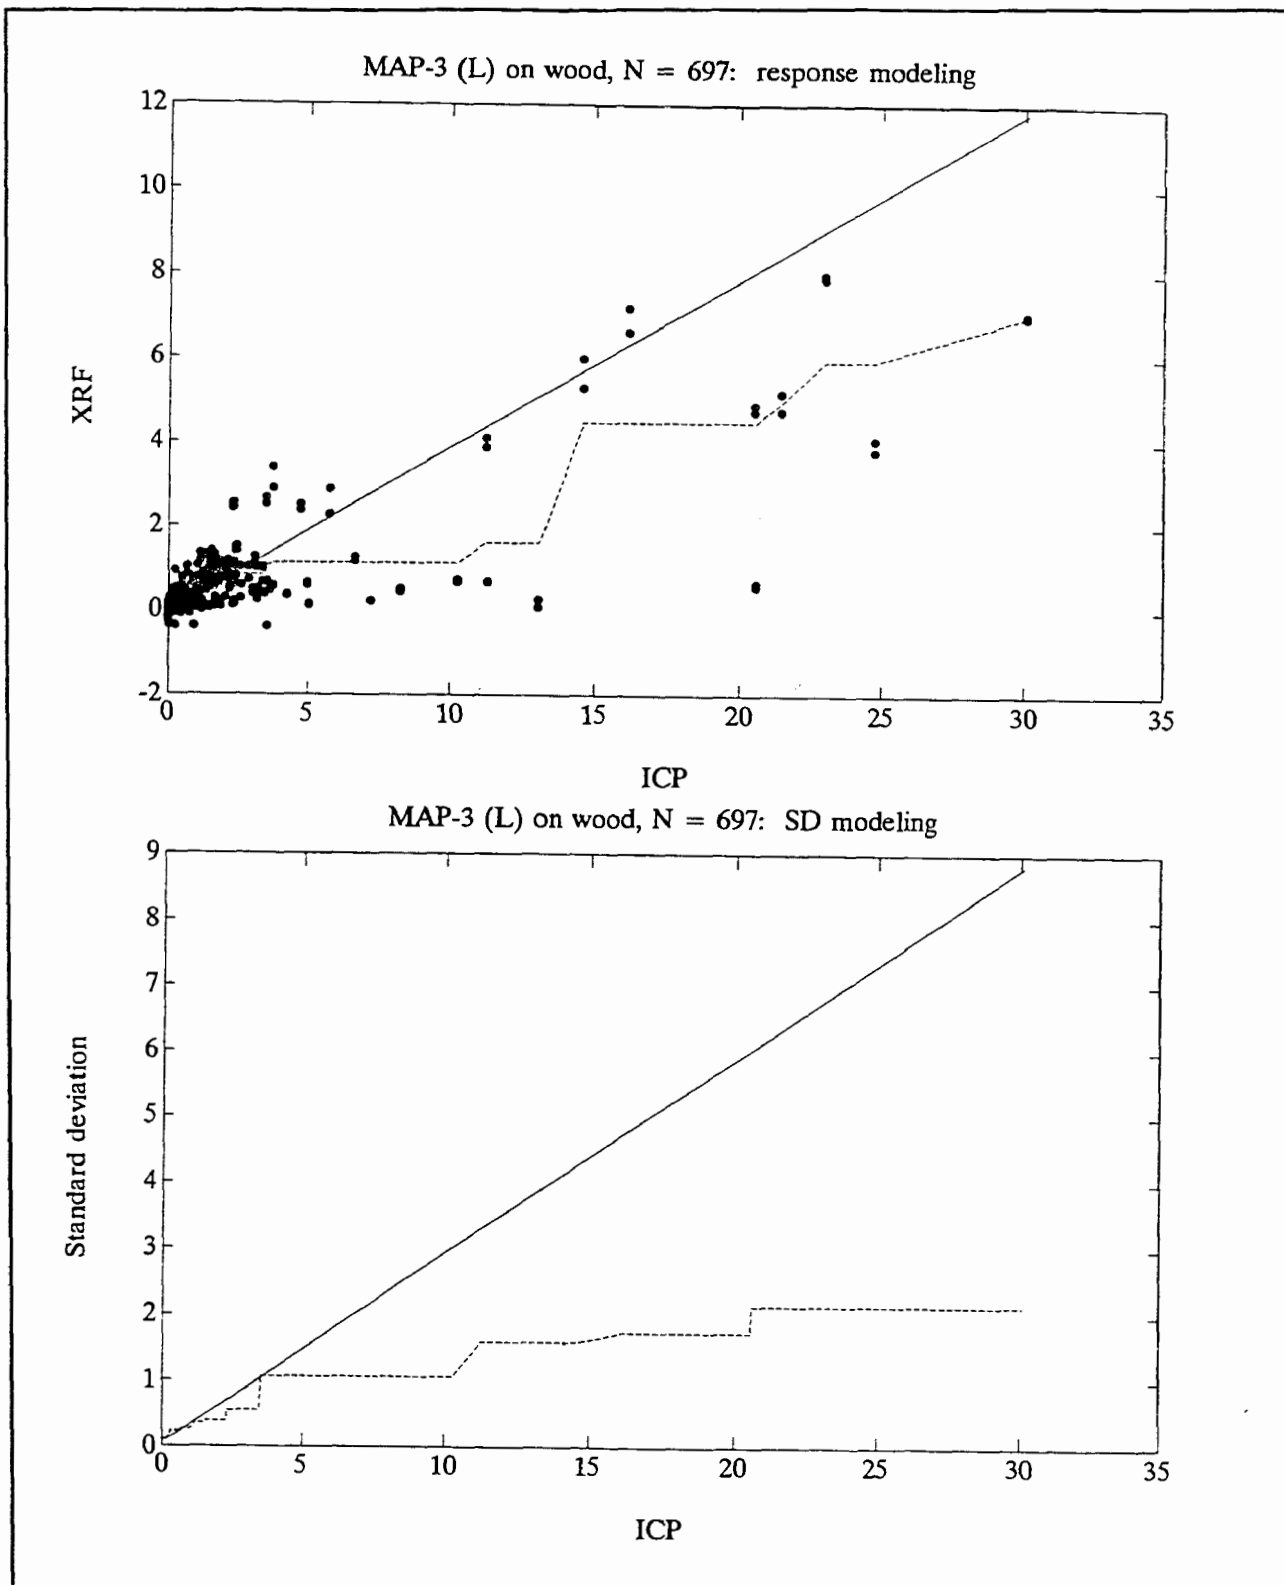 MAP-3 (L) on wood, N = 697: response modeling
12
10
8
6
4
2
0
-2
XRF
0 5 10 15 20 25 30 35
ICP
MAP-3 (L) on wood, N = 697: SD modeling
9
8
7
6
5
4
3
2
1
0
Standard deviation
0 5 10 15 20 25 30 35
ICP